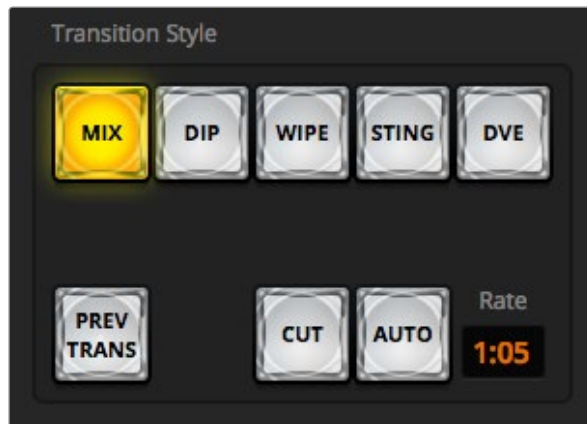 Transition Style
MIX
DIP
WIPE
STING
DVE
PREV
TRANS
CUT
AUTO
Rate
1:05